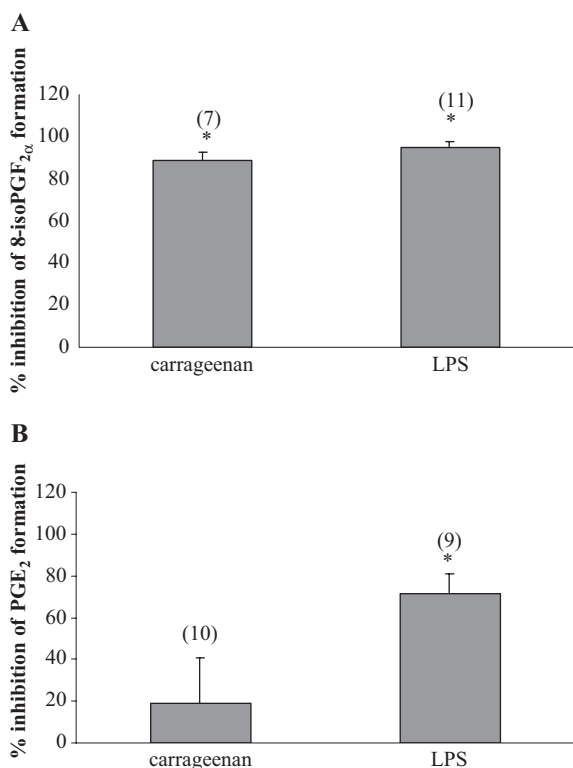 A
% inhibition of 8-isoPGF2α formation
120
100
80
60
40
20
0
(7)
*
(11)
*
carrageenan
LPS
B
% inhibition of PGE2 formation
120
100
80
60
40
20
0
(10)
(9)
*
carrageenan
LPS